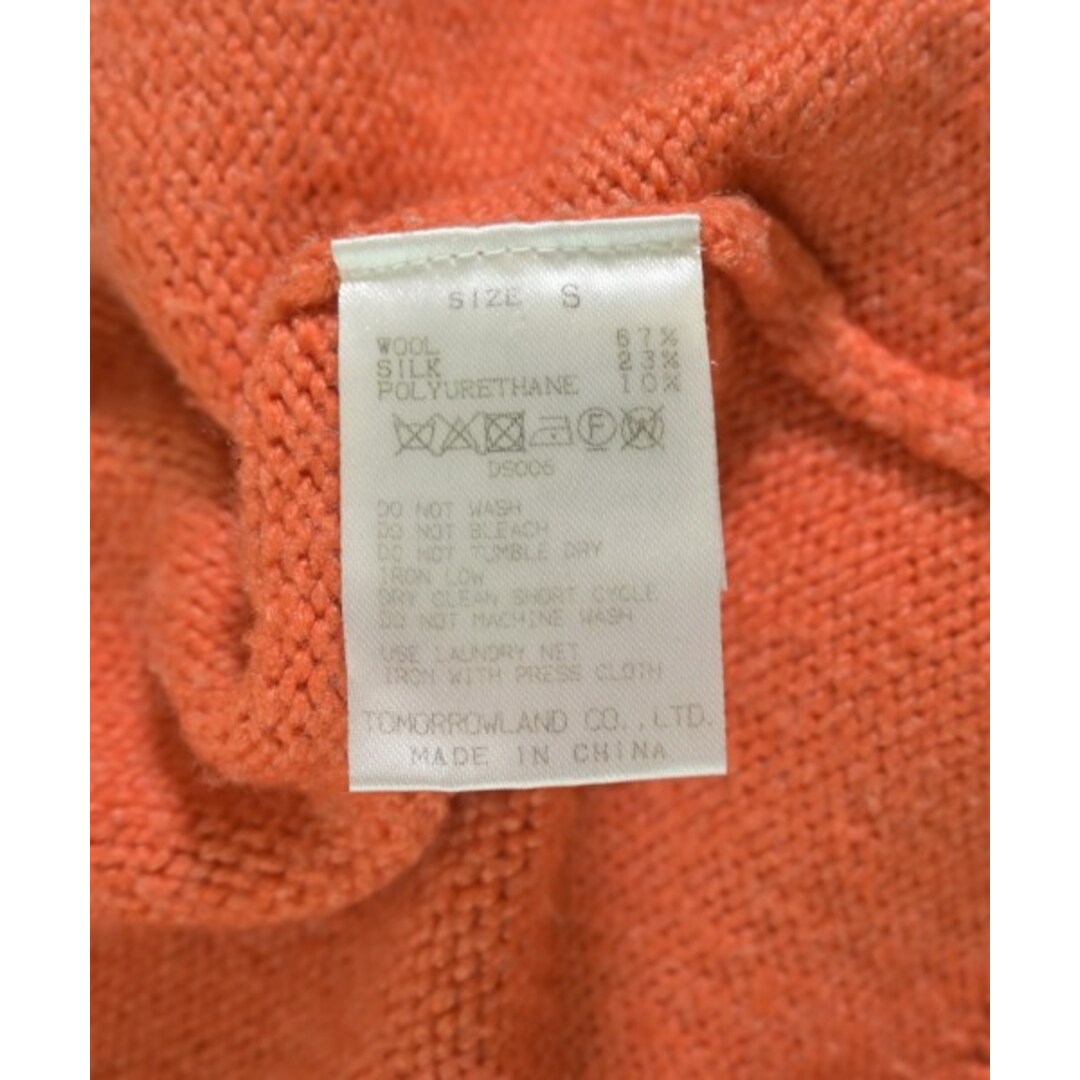 SIZE S
WOOL 67%
SILK 23%
POLYURETHANE 10%
F W
DS006
DO NOT WASH
DO NOT BLEACH
DO NOT TUMBLE DRY
IRON LOW
DRY CLEAN SHORT CYCLE
DO NOT MACHINE WASH
USE LAUNDRY NET
IRON WITH PRESS CLOTH
TOMORROWLAND CO., LTD.
MADE IN CHINA